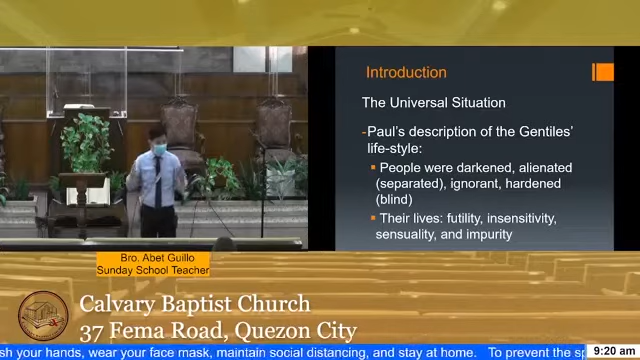 Introduction
The Universal Situation
-Paul's description of the Gentiles'
life-style:
People were darkened, alienated
(separated), ignorant, hardened
(blind)
Their lives: futility, insensitivity,
sensuality, and impurity
Bro. Abet Guillo
Sunday School Teacher
Calvary Baptist Church
37 Fema Road, Quezon City
sh your hands, wear your face mask, maintain social distancing, and stay at home. To prevent the sp
9:20 am